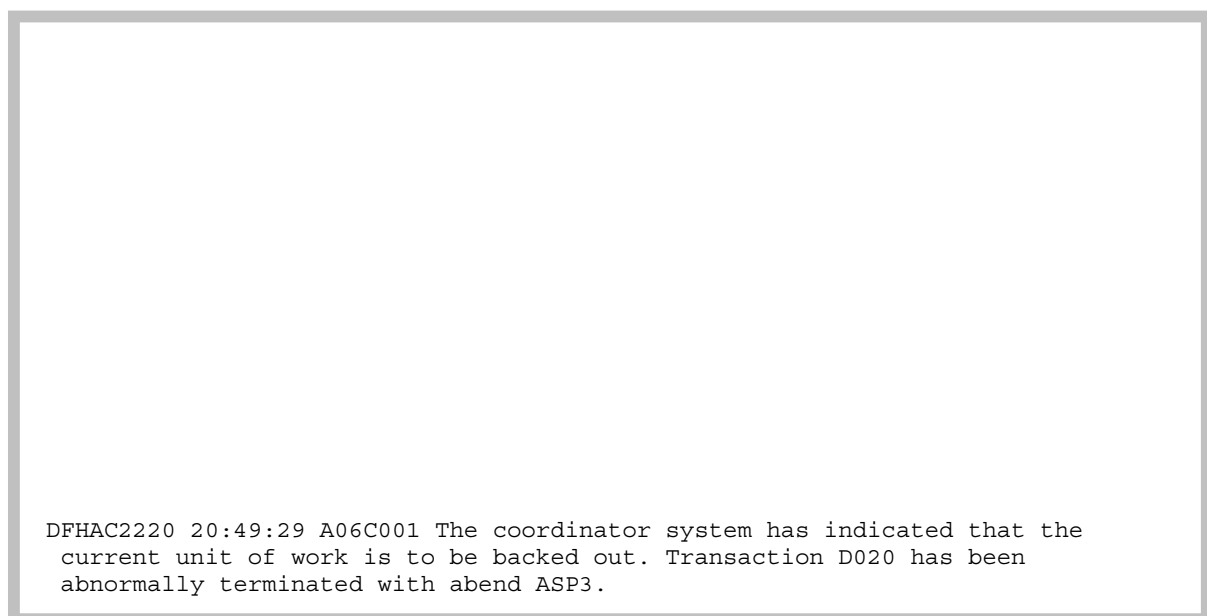 DFHAC2220 20:49:29 A06C001 The coordinator system has indicated that the
current unit of work is to be backed out. Transaction D020 has been
abnormally terminated with abend ASP3.